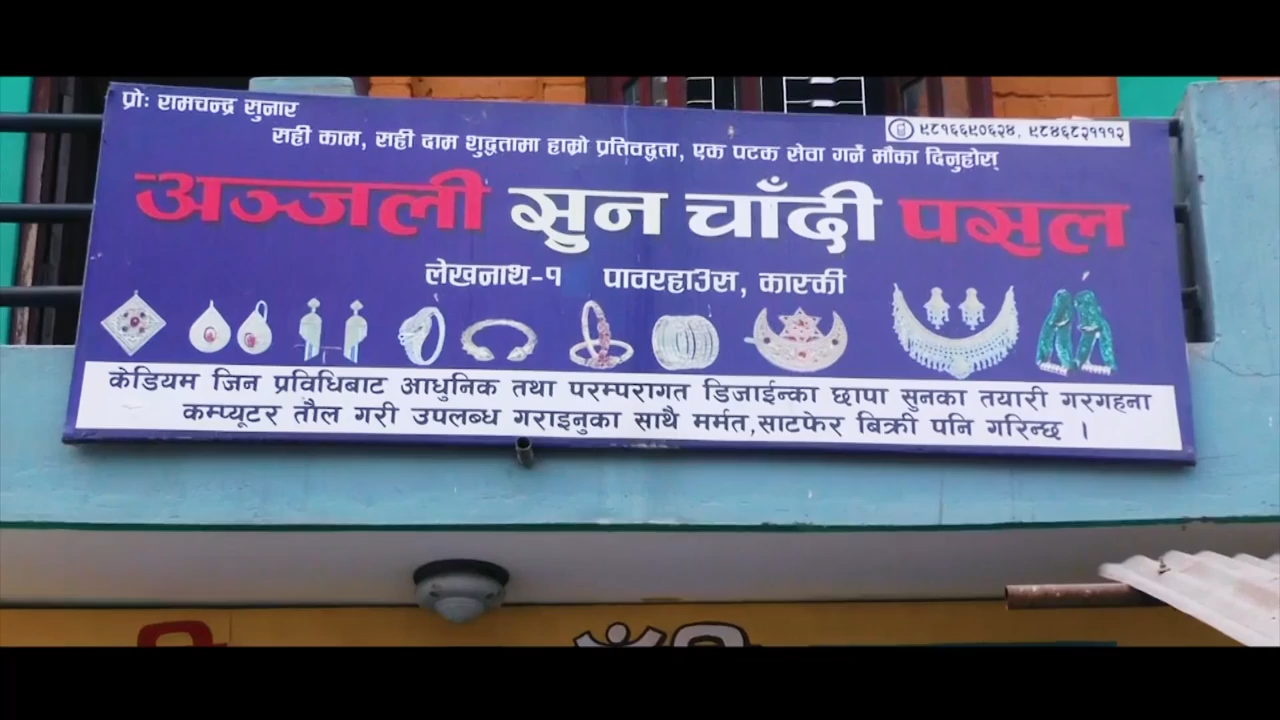 प्रो: रामचन्द्र सुनार
९८१६६९०६२४, ९८४६८२१११२
सही काम, सही दाम शुद्धतामा हाम्रो प्रतिवद्धता, एक पटक सेवा गर्ने मौका दिनुहोस्
अञ्जली सुन चाँदी पसल
लेखनाथ-१ पावरहाउस, कास्की
केडियम जिन प्रविधिबाट आधुनिक तथा परम्परागत डिजाईन्का छापा सुनका तयारी गरगहना
कम्प्यूटर तौल गरी उपलब्ध गराइनुका साथै मर्मत,साटफेर बिक्री पनि गरिन्छ ।